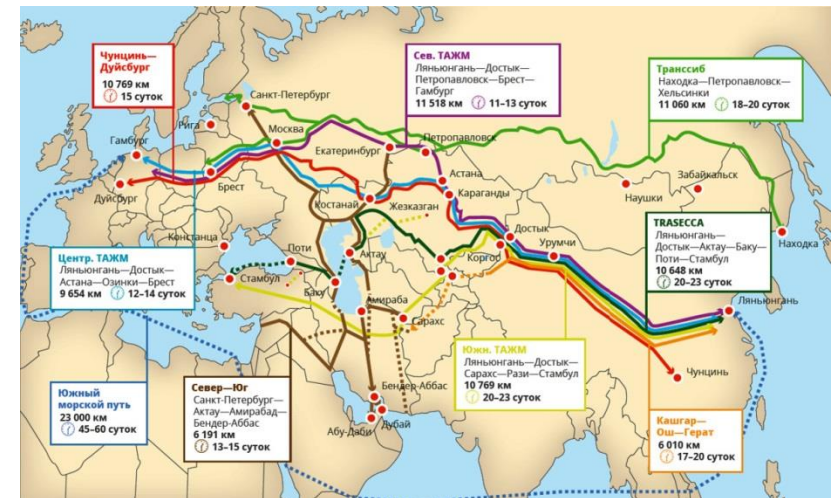 Чунцинь—
Дуйсбург
10 769 км
15 суток
Сев. ТАЖМ
Ляньюнгань—Достык—
Петропавловск—Брест—
Гамбург
11 518 км 11–13 суток
Транссиб
Находка—Петропавловск—
Хельсинки
11 060 км 18–20 суток
Санкт-Петербург
Рига
Москва
Гамбург
Екатеринбург
Петропавловск
Дуйсбург
Брест
Астана
Караганды
Костанай
Жезказган
Наушки
Забайкальск
Находка
Достык
Урумчи
Коргоб
Констанца
Поти
Стамбул
Баку
Актау
Амираба
Сарахс
Ляньюнгань
Чунцинь
Бендер-Аббас
Абу-Даби
Дубай
Центр. ТАЖМ
Ляньюнгань—Достык—
Астана—Озинки—Брест
9 654 км 12–14 суток
TRASECCA
Ляньюнгань—
Достык—Актау—Баку—
Поти—Стамбул
10 648 км
20–23 суток
Южный
морской путь
23 000 км
45–60 суток
Север—Юг
Санкт-Петербург—
Актау—Амирабад—
Бендер-Аббас
6 191 км
13–15 суток
Южн. ТАЖМ
Ляньюнгань—Достык—
Сарахс—Рази—Стамбул
10 769 км
20–23 суток
Кашгар—
Ош—Герат
6 010 км
17–20 суток